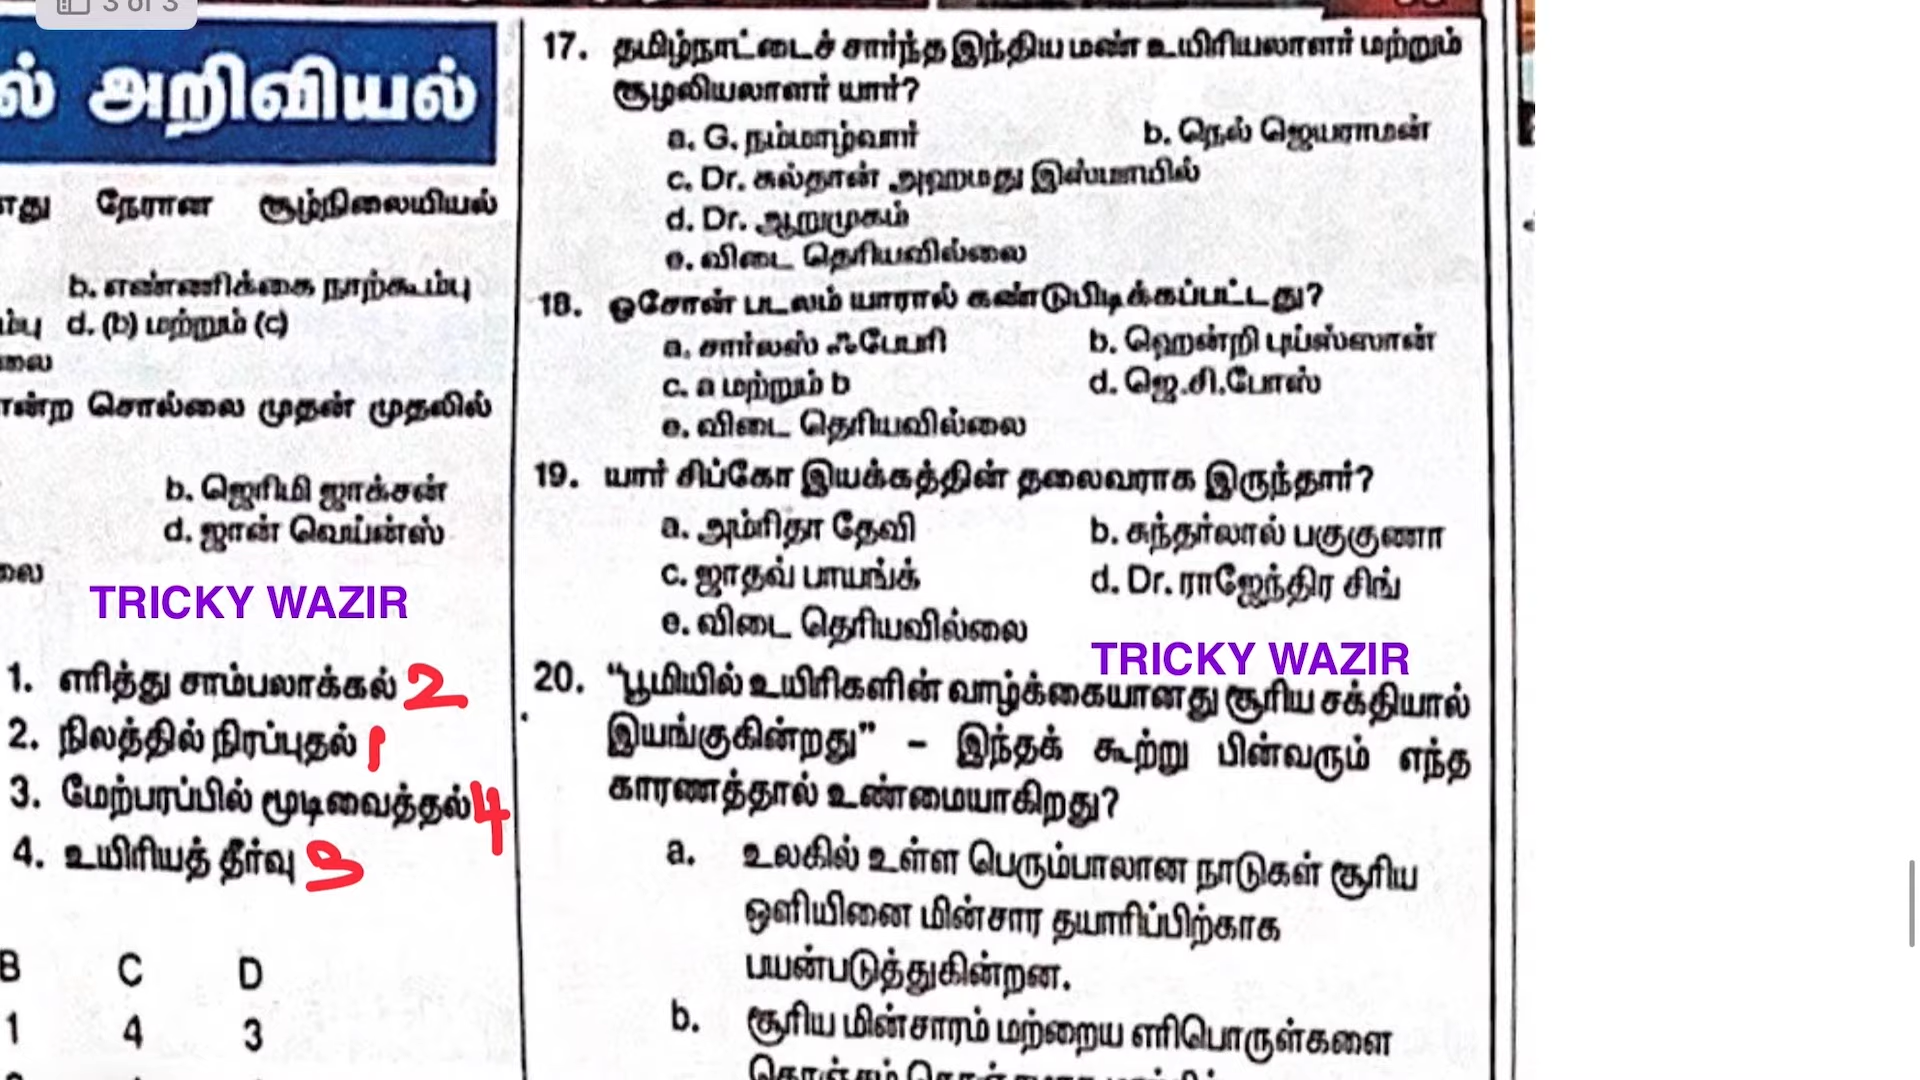 3 of 3
ல் அறிவியல்
ாது நேரான சூழ்நிலையியல்
b. எண்ணிக்கை நாற்கூம்பு
ம்பு d. (b) மற்றும் (c)
லை
ான்ற சொல்லை முதன் முதலில்
b. ஜெரிமி ஜாக்சன்
d. ஜான் வெய்ன்ஸ்
லை
TRICKY WAZIR
1. எரித்து சாம்பலாக்கல் 2
2. நிலத்தில் நிரப்புதல் 1
3. மேற்பரப்பில் மூடிவைத்தல் 4
4. உயிரியத் தீர்வு 3
B C D
1 4 3
17. தமிழ்நாட்டைச் சார்ந்த இந்திய மண் உயிரியலாளர் மற்றும்
சூழலியலாளர் யார்?
a. G. நம்மாழ்வார் b. நெல் ஜெயராமன்
c. Dr. சுல்தான் அஹமது இஸ்மாயில்
d. Dr. ஆறுமுகம்
e. விடை தெரியவில்லை
18. ஓசோன் படலம் யாரால் கண்டுபிடிக்கப்பட்டது?
a. சார்லஸ் ஃபேபரி b. ஹென்றி புய்ஸ்ஸான்
c. a மற்றும் b d. ஜெ.சி.போஸ்
e. விடை தெரியவில்லை
19. யார் சிப்கோ இயக்கத்தின் தலைவராக இருந்தார்?
a. அம்ரிதா தேவி b. சுந்தர்லால் பகுகுணா
c. ஜாதவ் பாயங்க் d. Dr. ராஜேந்திர சிங்
e. விடை தெரியவில்லை
TRICKY WAZIR
20. “பூமியில் உயிரிகளின் வாழ்க்கையானது சூரிய சக்தியால்
இயங்குகின்றது” – இந்தக் கூற்று பின்வரும் எந்த
காரணத்தால் உண்மையாகிறது?
a. உலகில் உள்ள பெரும்பாலான நாடுகள் சூரிய
ஒளியினை மின்சார தயாரிப்பிற்காக
பயன்படுத்துகின்றன.
b. சூரிய மின்சாரம் மற்றைய எரிபொருள்களை